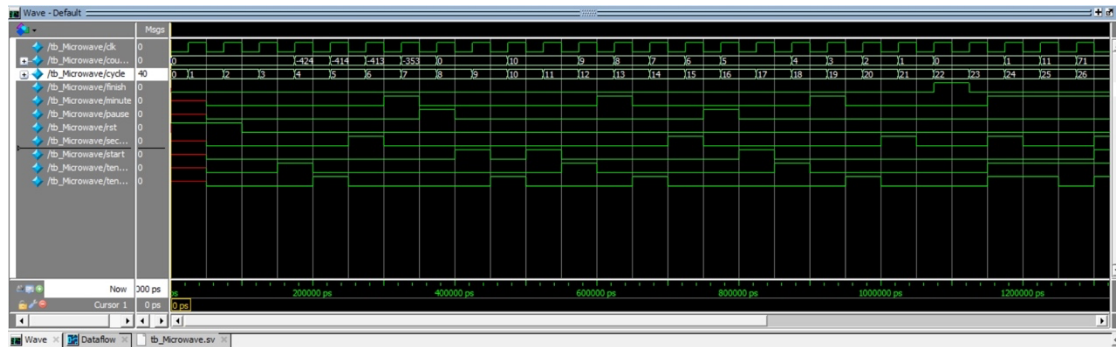 Wave - Default
Msgs
/tb_Microwave/clk 0
/tb_Microwave/cou... 0 0 -424 -414 -413 -353 0 10 9 8 7 6 5 4 3 2 1 0 1 11 71
/tb_Microwave/cycle 40 0 1 2 3 4 5 6 7 8 9 10 11 12 13 14 15 16 17 18 19 20 21 22 23 24 25 26
/tb_Microwave/finish 0
/tb_Microwave/minute 0
/tb_Microwave/pause 0
/tb_Microwave/rst 0
/tb_Microwave/sec... 0
/tb_Microwave/start 0
/tb_Microwave/ten... 0
/tb_Microwave/ten... 0
Now 000 ps ps 200000 ps 400000 ps 600000 ps 800000 ps 1000000 ps 1200000 ps
Cursor 1 0 ps 0 ps
Wave Dataflow tb_Microwave.sv